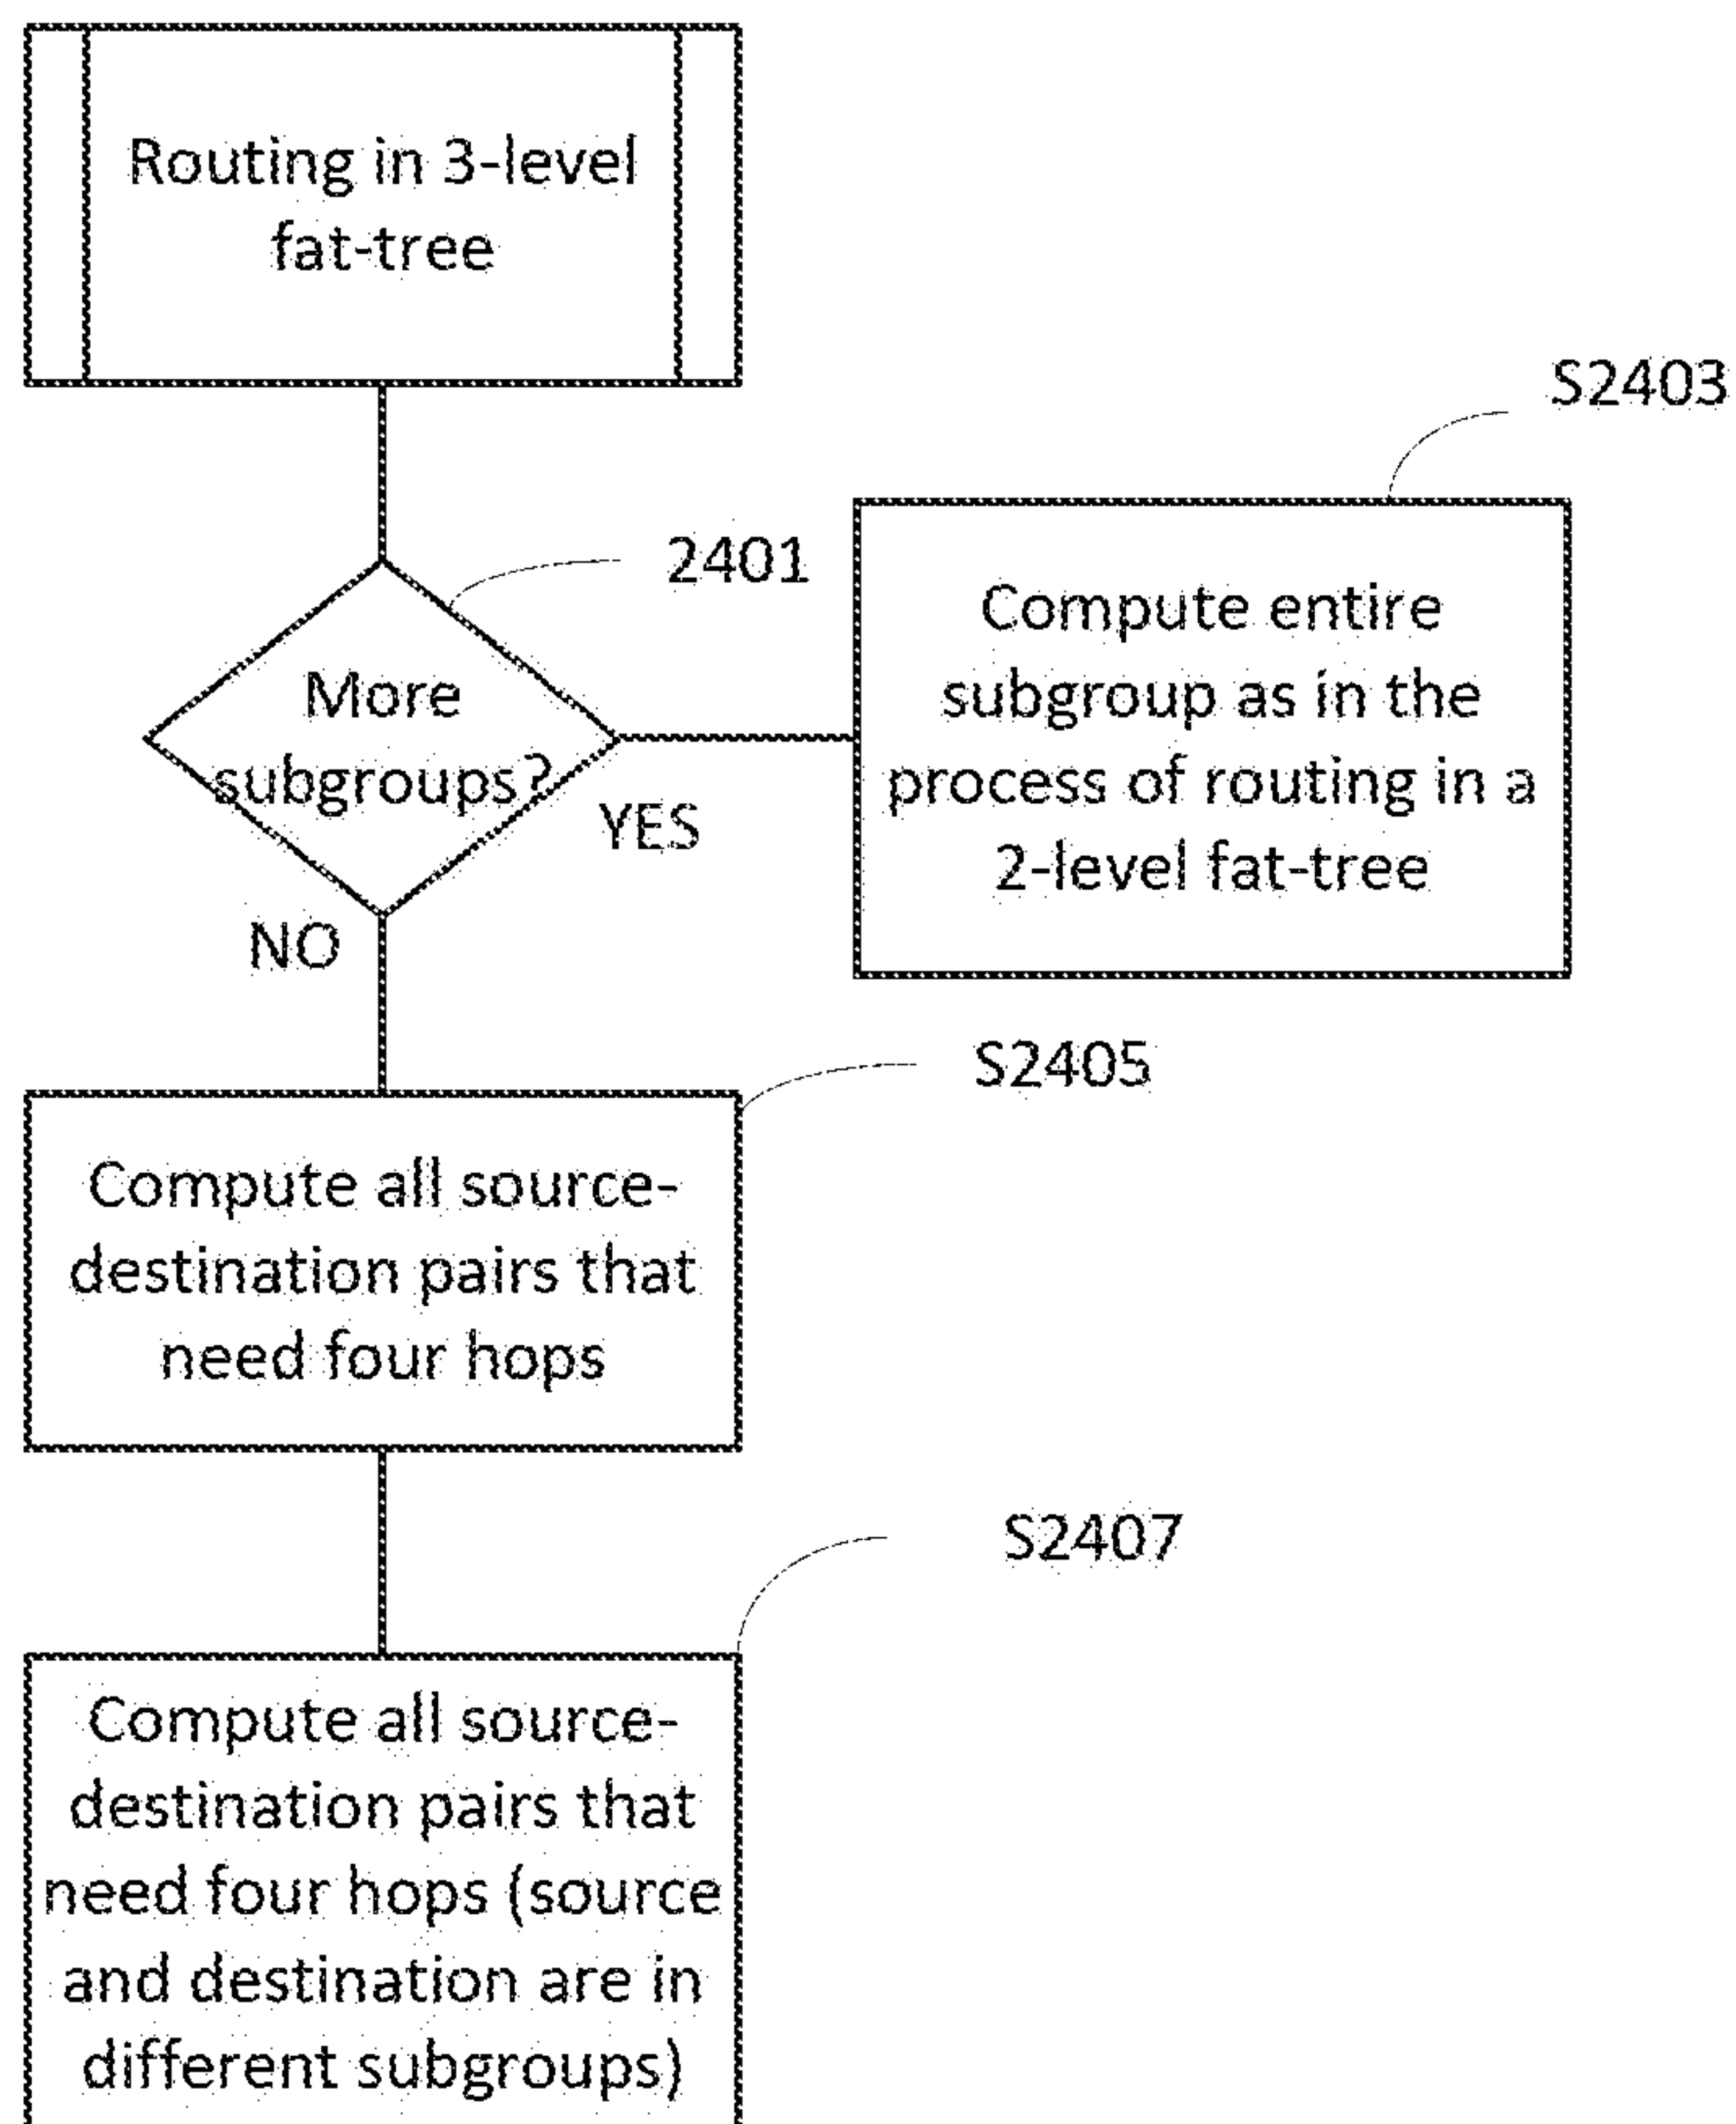 Routing in 3-level
fat-tree
S2403
2401
More
subgroups?
YES
NO
Compute entire
subgroup as in the
process of routing in a
2-level fat-tree
S2405
Compute all source-
destination pairs that
need four hops
S2407
Compute all source-
destination pairs that
need four hops (source
and destination are in
different subgroups)